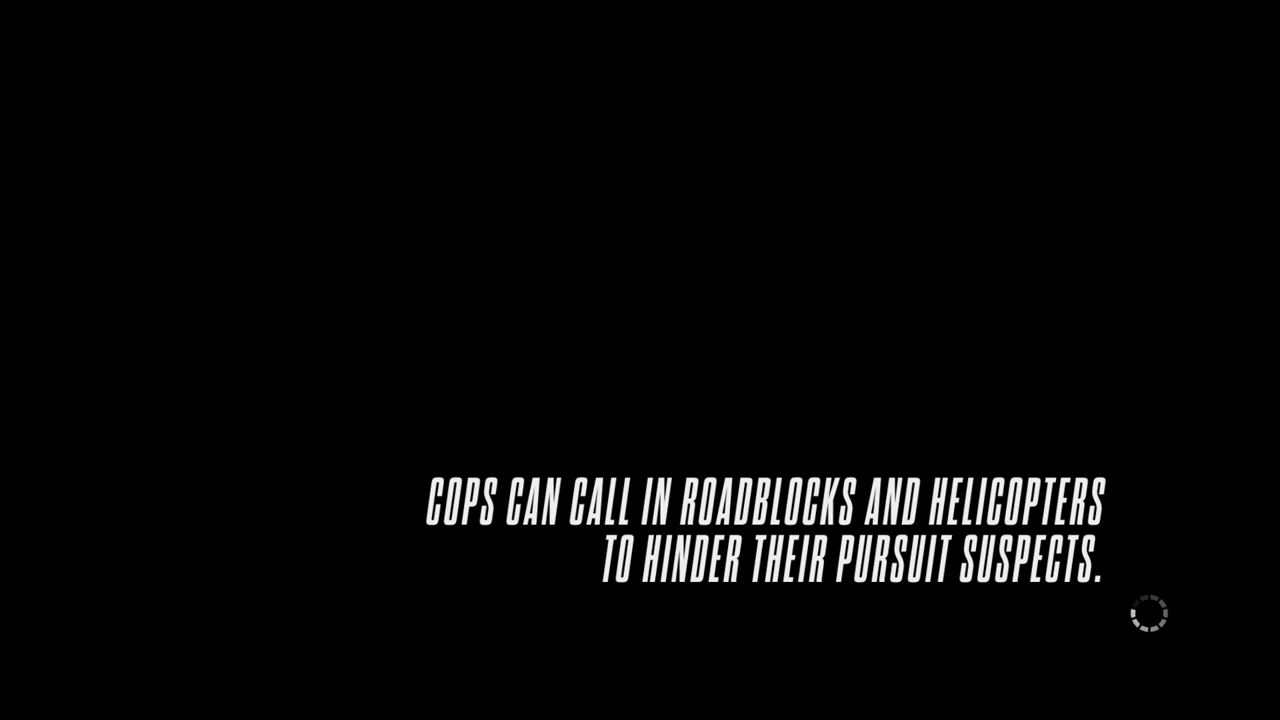 COPS CAN CALL IN ROADBLOCKS AND HELICOPTERS
TO HINDER THEIR PURSUIT SUSPECTS.